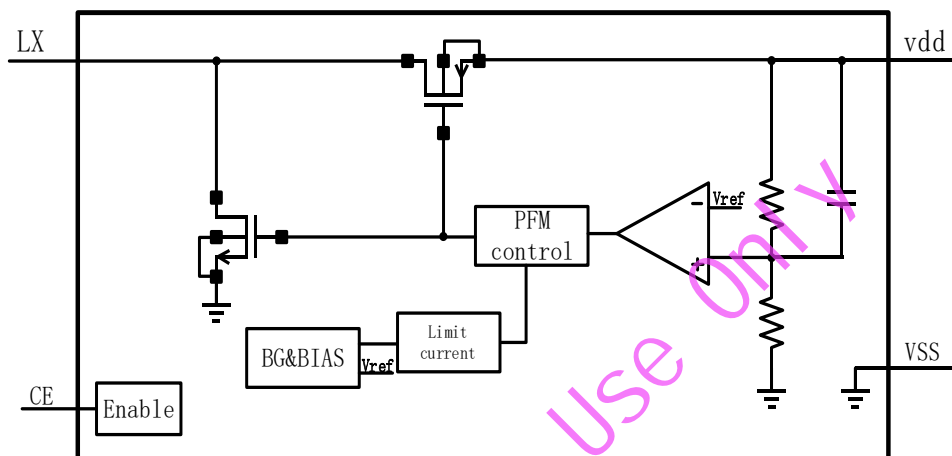 LX
vdd
Vref
PFM
control
Limit
current
BG&BIAS
Vref
VSS
CE
Enable
Use Only